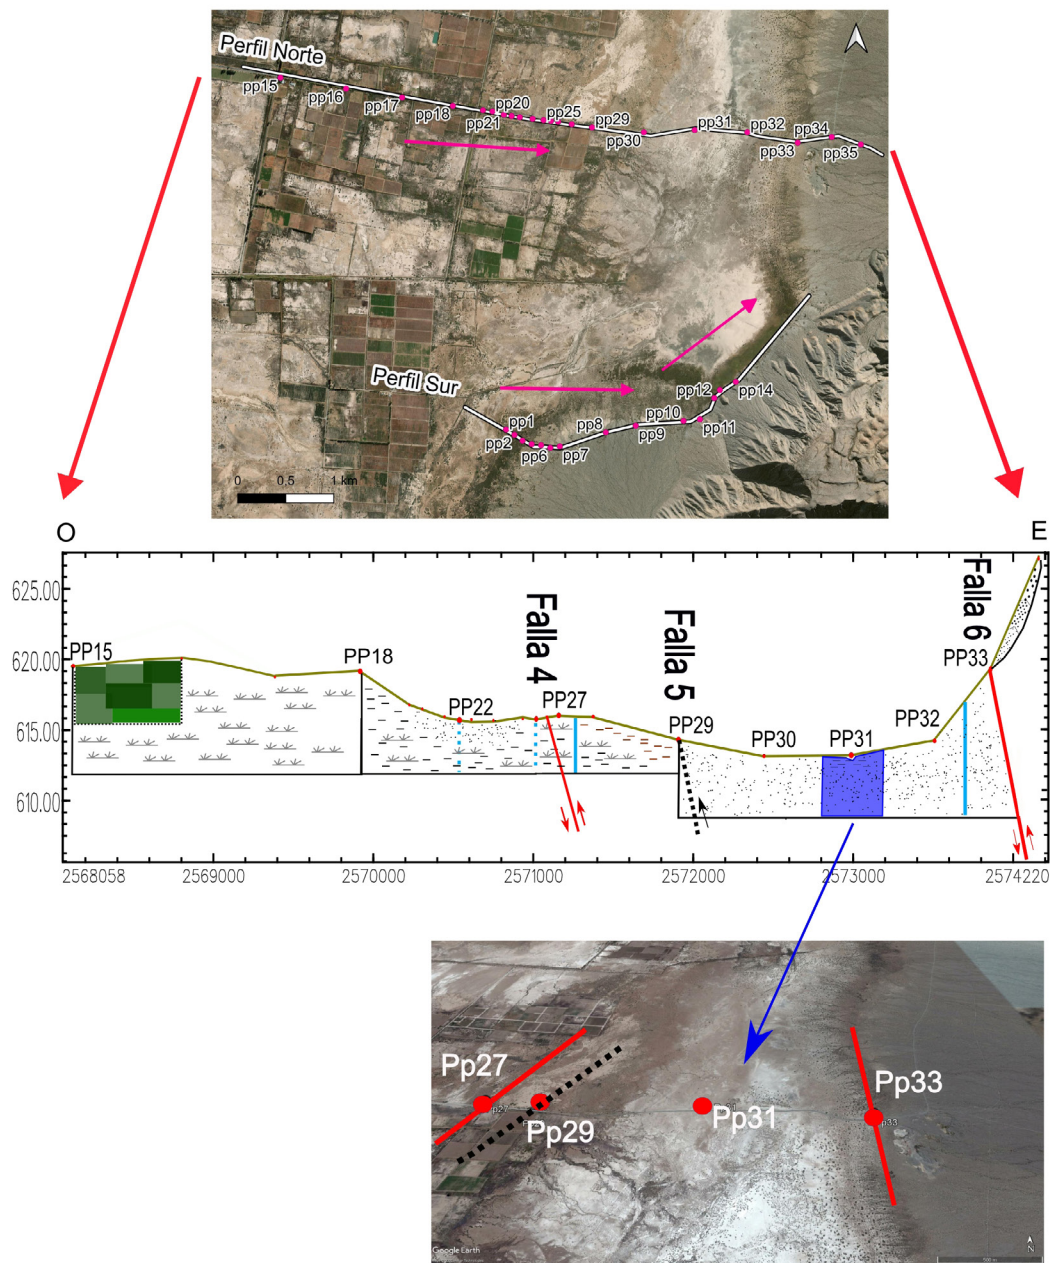 Perfil Norte
pp15
pp16
pp17
pp18
pp20
pp21
pp25
pp29
pp30
pp31
pp32
pp33
pp34
pp35
Perfil Sur
pp1
pp2
pp6
pp7
pp8
pp9
pp10
pp11
pp12
pp14
0 0.5 1 km
O E
625.00
620.00
615.00
610.00
PP15
PP18
PP22
Falla 4
PP27
Falla 5
PP29
PP30
PP31
PP32
PP33
Falla 6
2568058 2569000 2570000 2571000 2572000 2573000 2574220
Pp27
p27
Pp29
Pp31
Pp33
p33
Google Earth
N